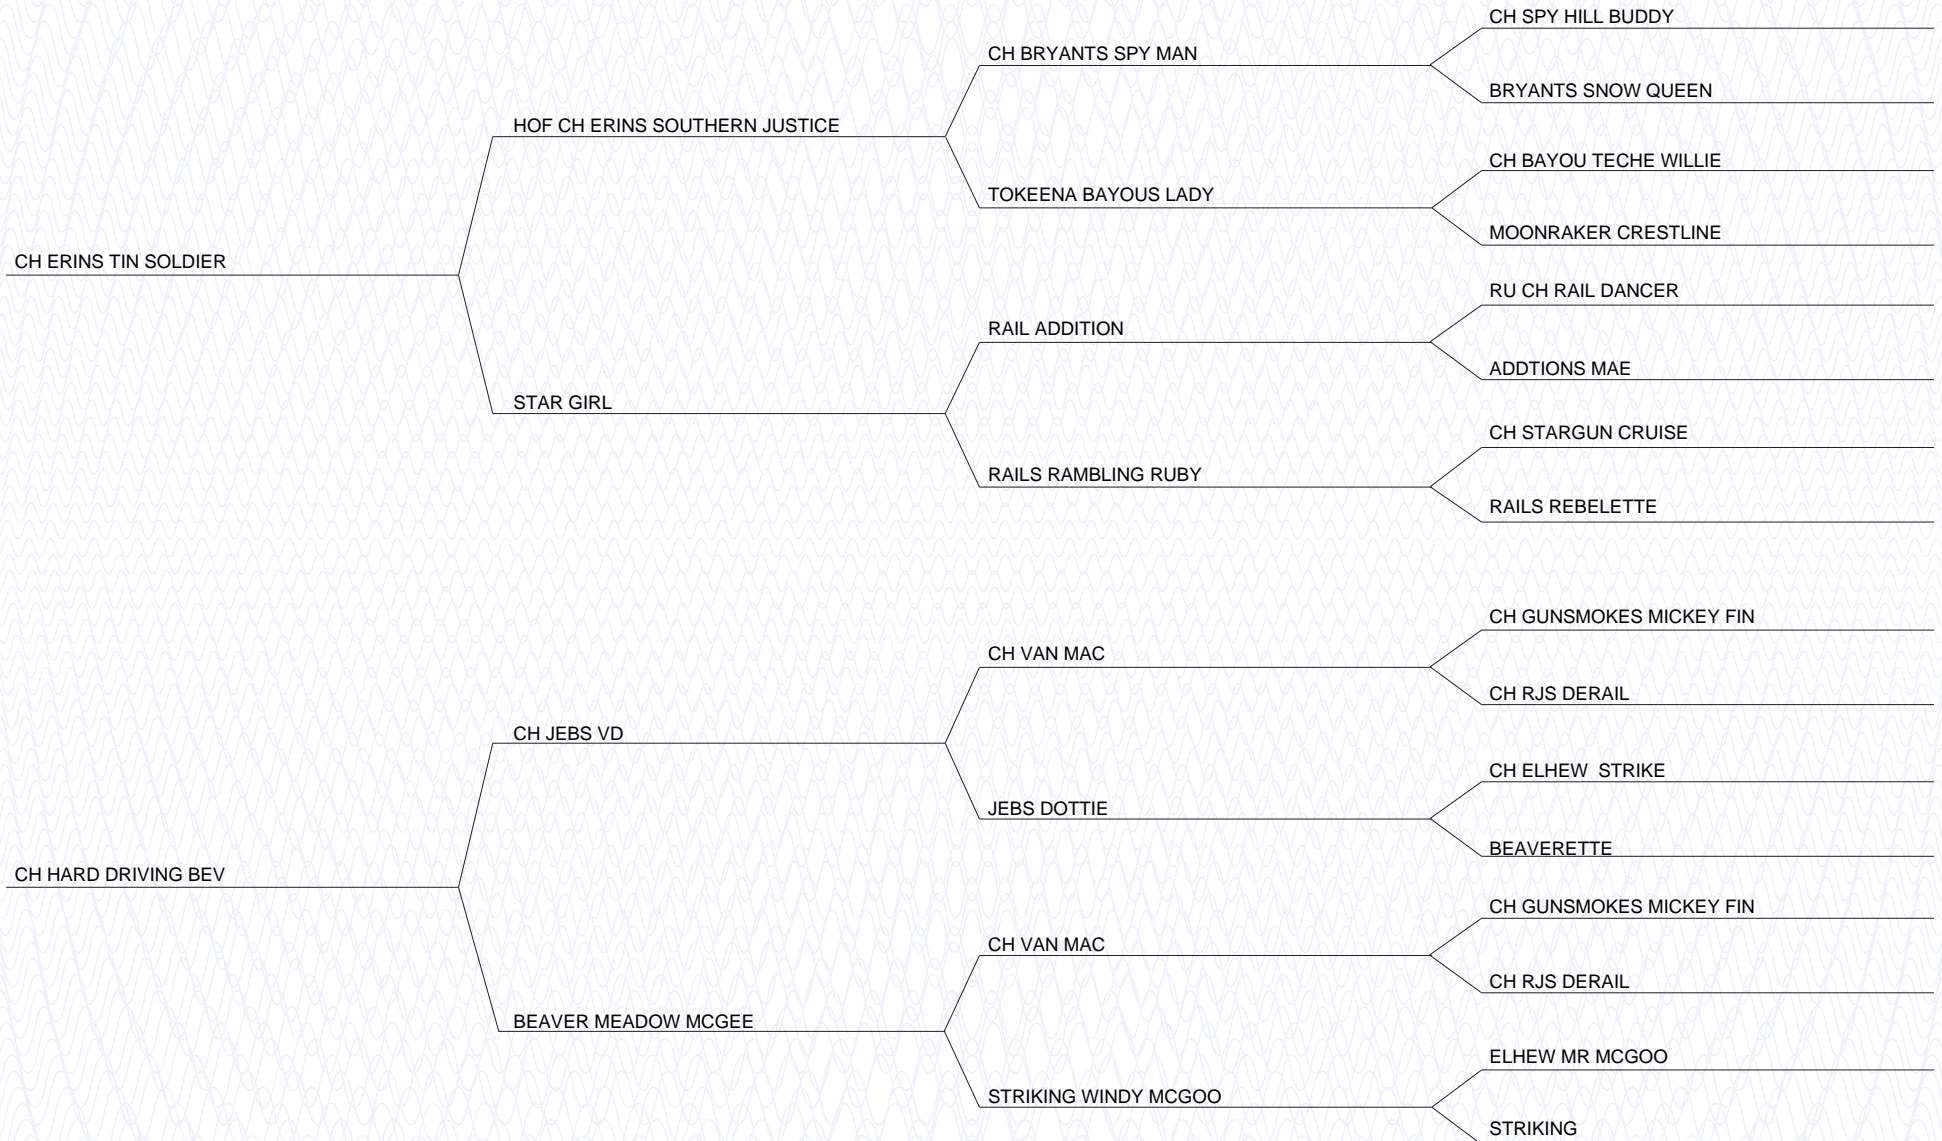 CH SPY HILL BUDDY
CH BRYANTS SPY MAN
BRYANTS SNOW QUEEN
HOF CH ERINS SOUTHERN JUSTICE
CH BAYOU TECHE WILLIE
TOKEENA BAYOUS LADY
MOONRAKER CRESTLINE
CH ERINS TIN SOLDIER
RU CH RAIL DANCER
RAIL ADDITION
ADDTIONS MAE
STAR GIRL
CH STARGUN CRUISE
RAILS RAMBLING RUBY
RAILS REBELETTE
CH GUNSMOKES MICKEY FIN
CH VAN MAC
CH RJS DERAIL
CH JEBS VD
CH ELHEW  STRIKE
JEBS DOTTIE
BEAVERETTE
CH HARD DRIVING BEV
CH GUNSMOKES MICKEY FIN
CH VAN MAC
CH RJS DERAIL
BEAVER MEADOW MCGEE
ELHEW MR MCGOO
STRIKING WINDY MCGOO
STRIKING